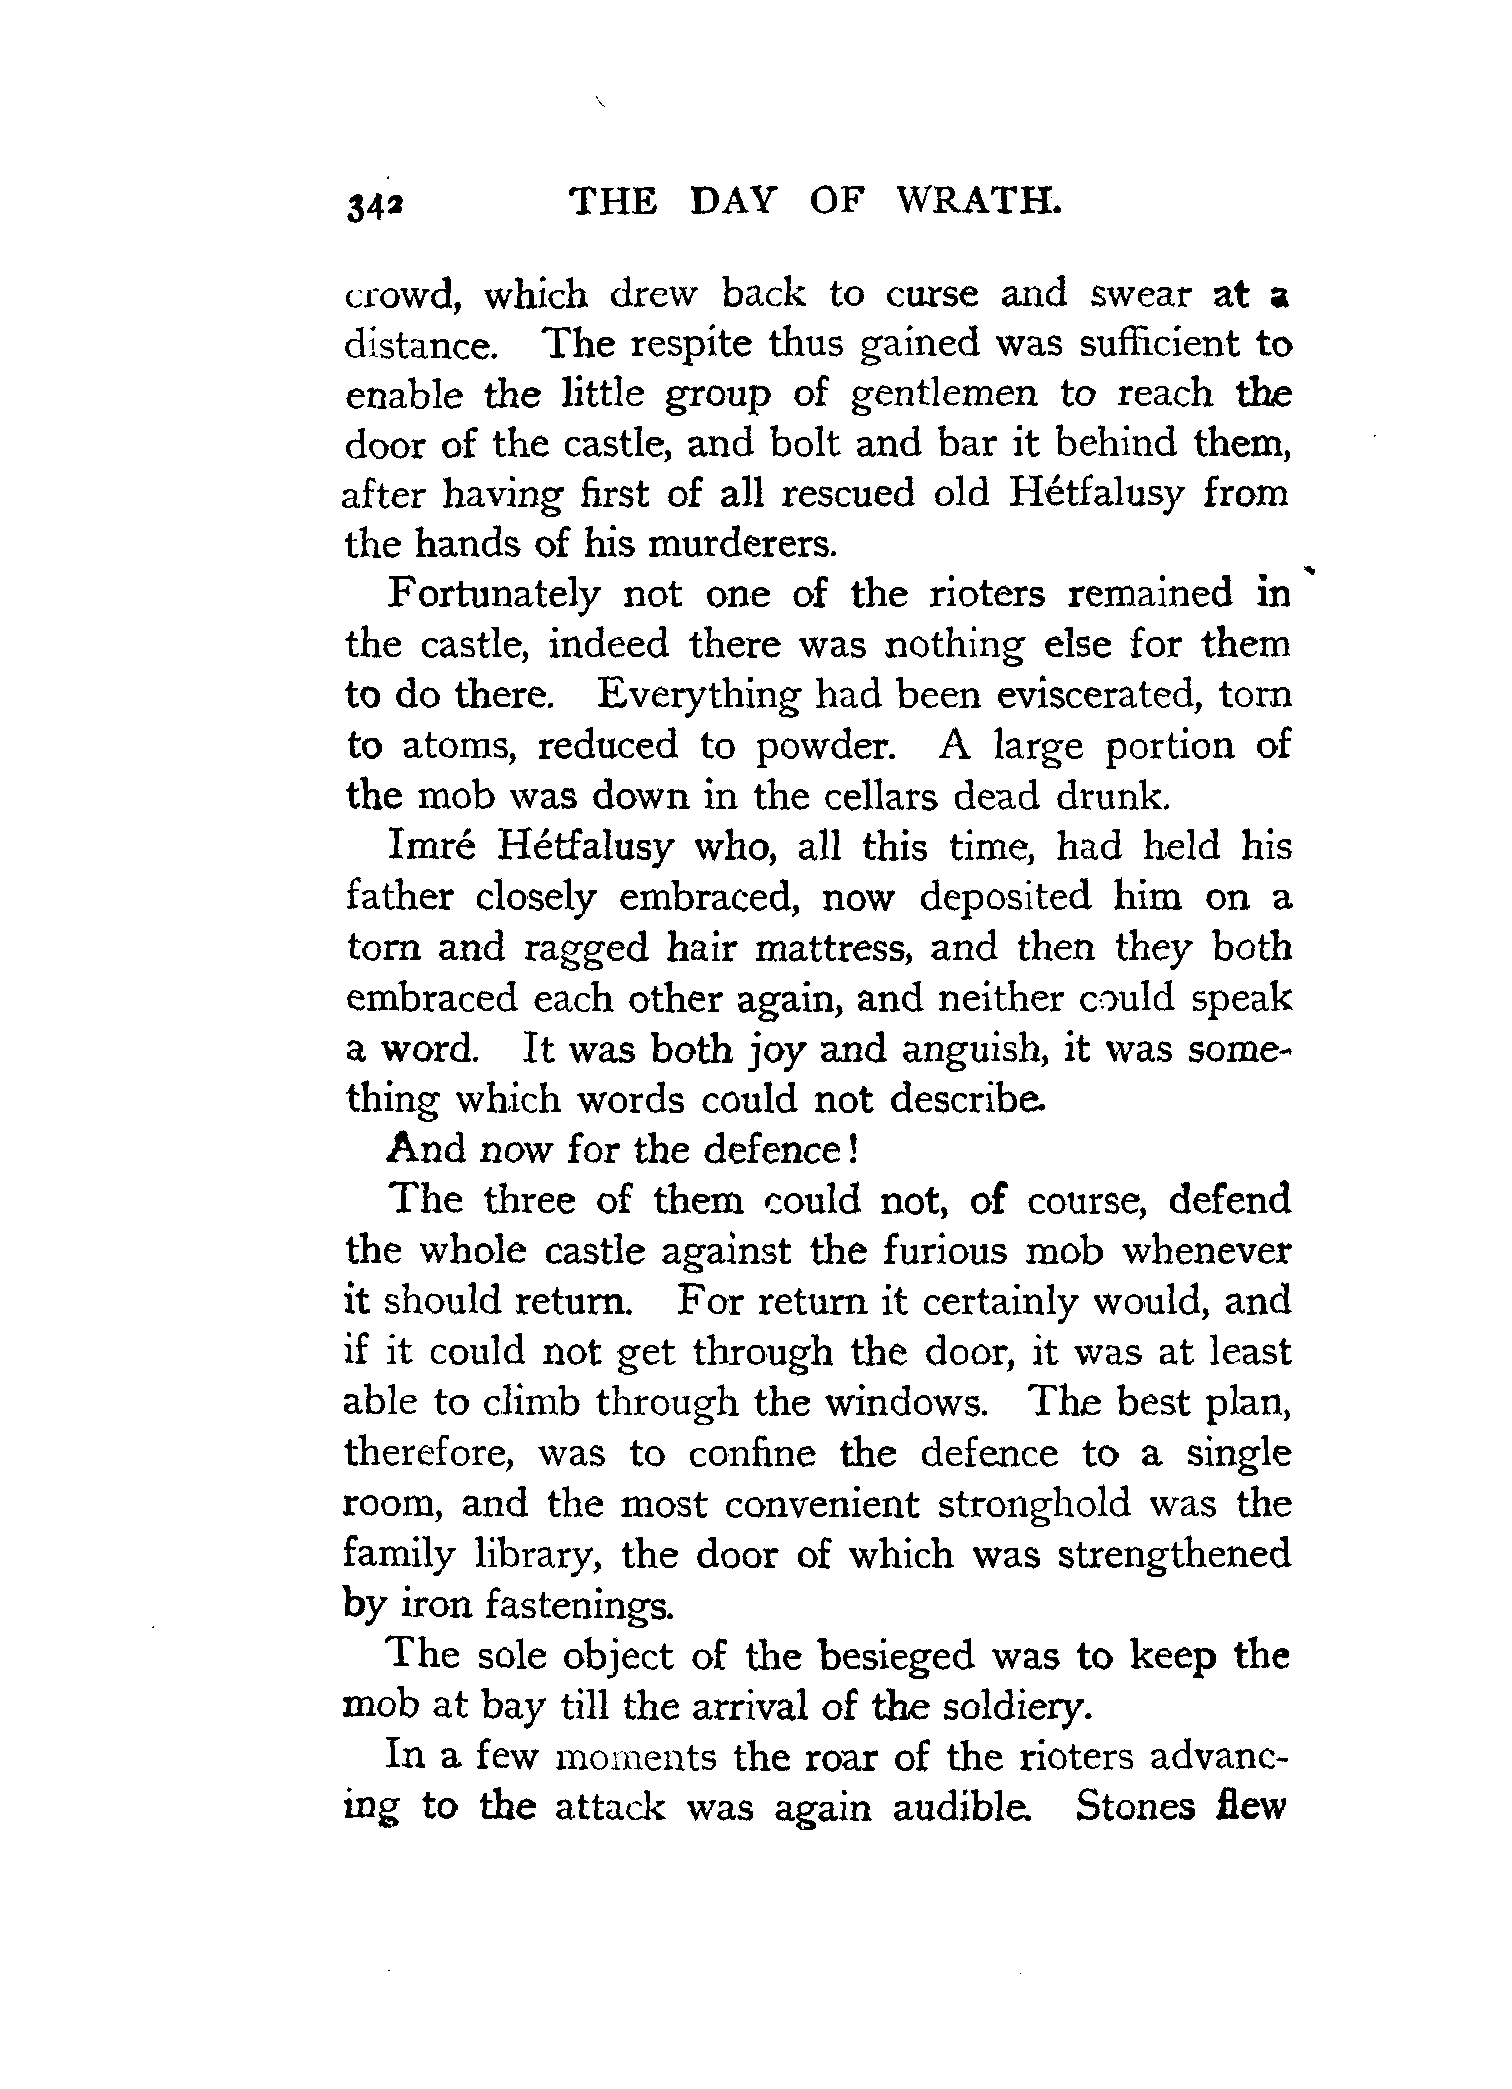 342 THE DAY OF WRATH.
crowd, which drew back to curse and swear at a
distance. The respite thus gained was sufficient to
enable the little group of gentlemen to reach the
door of the castle, and bolt and bar it behind them,
after having first of all rescued old Hétfalusy from
the hands of his murderers.
Fortunately not one of the rioters remained in
the castle, indeed there was nothing else for them
to do there. Everything had been eviscerated, torn
to atoms, reduced to powder. A large portion of
the mob was down in the cellars dead drunk.
Imré Hétfalusy who, all this time, had held his
father closely embraced, now deposited him on a
torn and ragged hair mattress, and then they both
embraced each other again, and neither could speak
a word. It was both joy and anguish, it was some-
thing which words could not describe.
And now for the defence!
The three of them could not, of course, defend
the whole castle against the furious mob whenever
it should return. For return it certainly would, and
if it could not get through the door, it was at least
able to climb through the windows. The best plan,
therefore, was to confine the defence to a single
room, and the most convenient stronghold was the
family library, the door of which was strengthened
by iron fastenings.
The sole object of the besieged was to keep the
mob at bay till the arrival of the soldiery.
In a few moments the roar of the rioters advanc-
ing to the attack was again audible. Stones flew